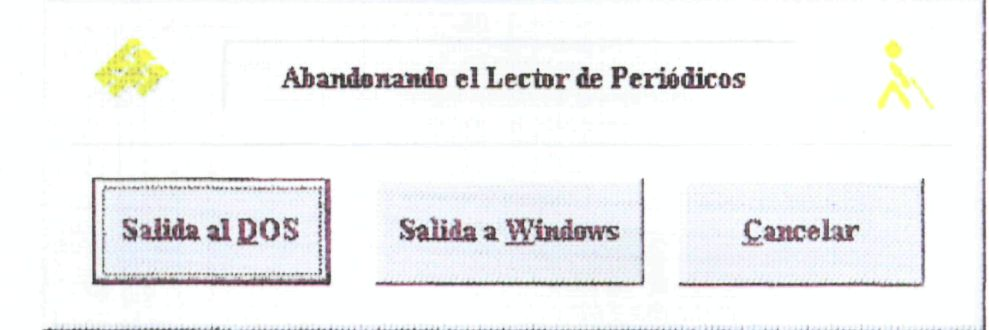 Abandonando el Lector de Periódicos
Salida al DOS
Salida a Windows
Cancelar